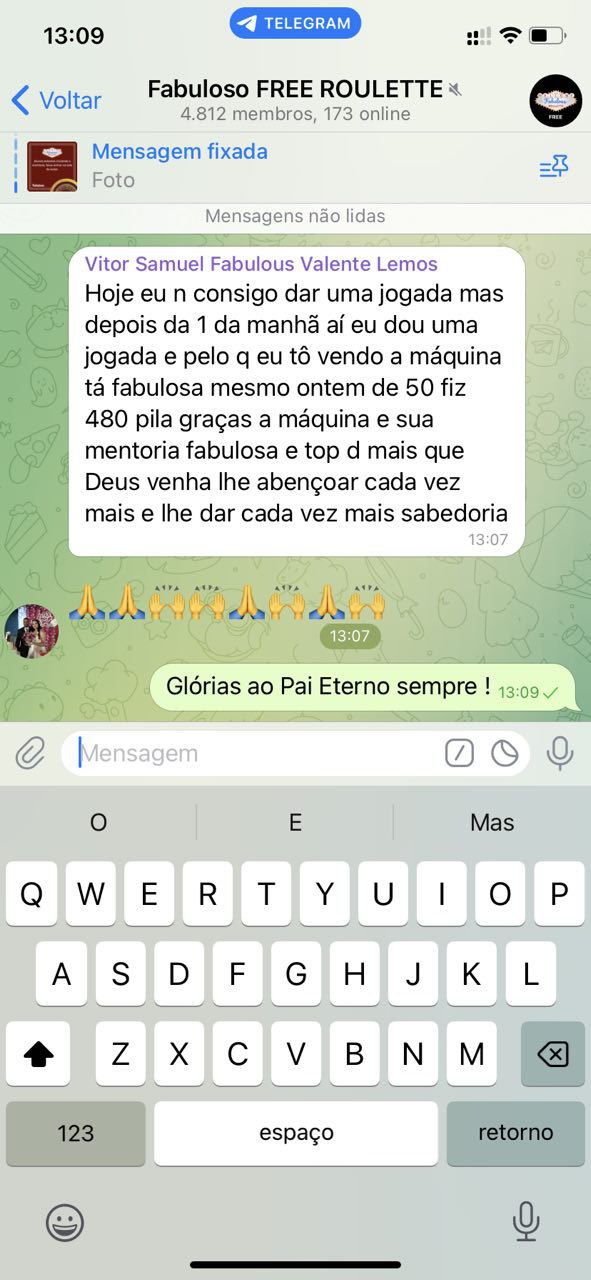 13:09
TELEGRAM
Voltar
Fabuloso FREE ROULETTE
4.812 membros, 173 online
FREE
Mensagem fixada
Foto
Mensagens não lidas
Vitor Samuel Fabulous Valente Lemos
Hoje eu n consigo dar uma jogada mas
depois da 1 da manhã aí eu dou uma
jogada e pelo q eu tô vendo a máquina
tá fabulosa mesmo ontem de 50 fiz
480 pila graças a máquina e sua
mentoria fabulosa e top d mais que
Deus venha lhe abençoar cada vez
mais e lhe dar cada vez mais sabedoria
13:07
13:07
Glórias ao Pai Eterno sempre ! 13:09
Mensagem
O E Mas
Q W E R T Y U I O P
A S D F G H J K L
Z X C V B N M
123 espaço retorno